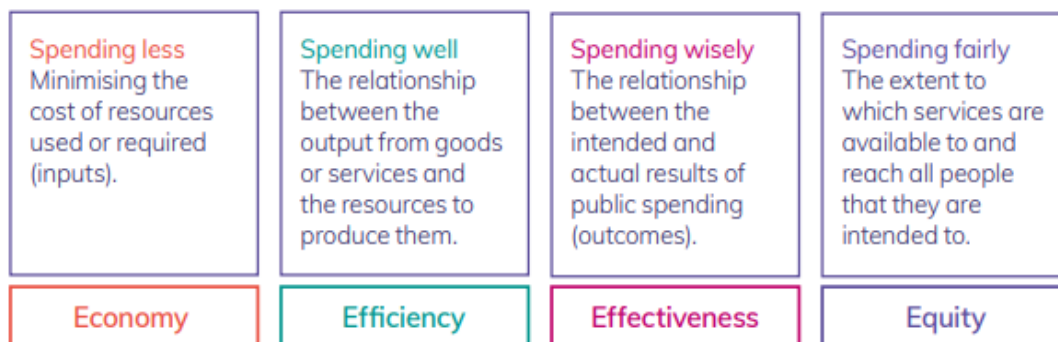 Spending less
Minimising the
cost of resources
used or required
(inputs).
Economy
Spending well
The relationship
between the
output from goods
or services and
the resources to
produce them.
Efficiency
Spending wisely
The relationship
between the
intended and
actual results of
public spending
(outcomes).
Effectiveness
Spending fairly
The extent to
which services are
available to and
reach all people
that they are
intended to.
Equity